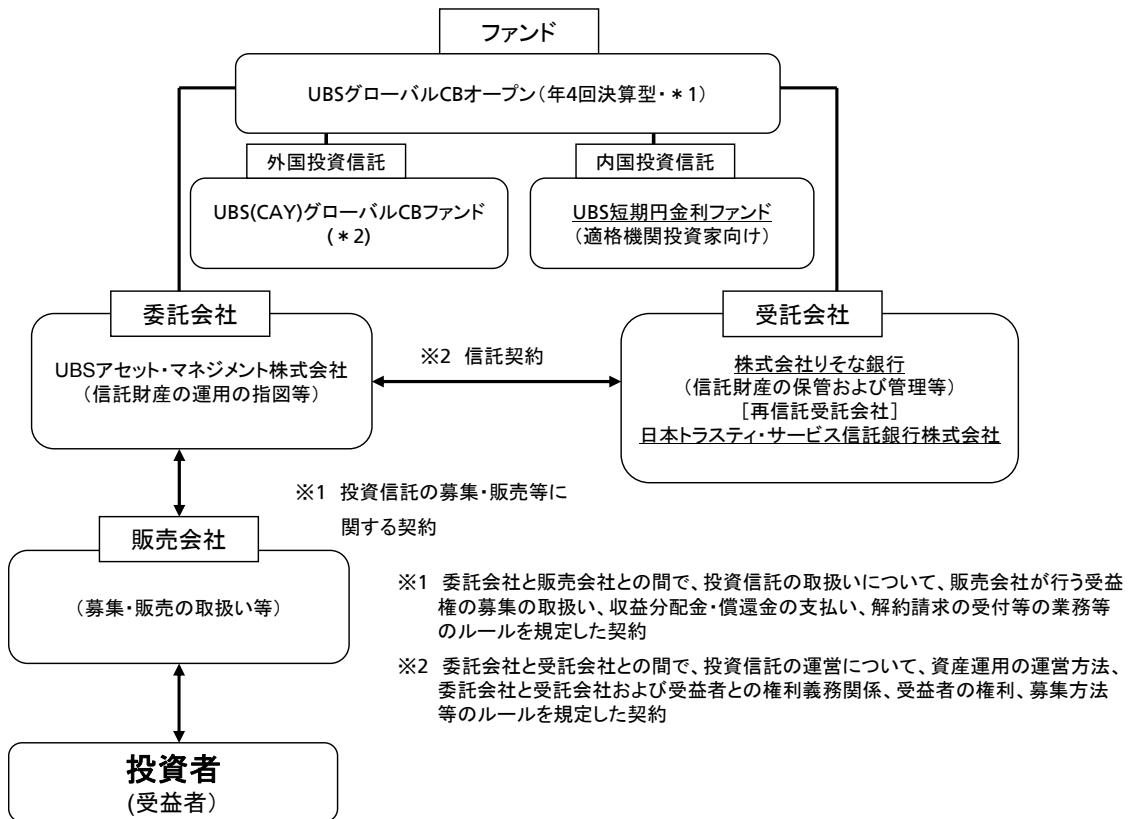 ファンド
UBSグローバルCBオープン（年4回決算型・＊1）
外国投資信託
内国投資信託
UBS(CAY)グローバルCBファンド
(＊2)
UBS短期円金利ファンド
（適格機関投資家向け）
委託会社
受託会社
UBSアセット・マネジメント株式会社
（信託財産の運用の指図等）
※2 信託契約
株式会社りそな銀行
（信託財産の保管および管理等）
［再信託受託会社］
日本トラスティ・サービス信託銀行株式会社
※1 投資信託の募集・販売等に
関する契約
販売会社
（募集・販売の取扱い等）
※1 委託会社と販売会社との間で、投資信託の取扱いについて、販売会社が行う受益
権の募集の取扱い、収益分配金・償還金の支払い、解約請求の受付等の業務等
のルールを規定した契約
※2 委託会社と受託会社との間で、投資信託の運営について、資産運用の運営方法、
委託会社と受託会社および受益者との権利義務関係、受益者の権利、募集方法
等のルールを規定した契約
投資者
(受益者）